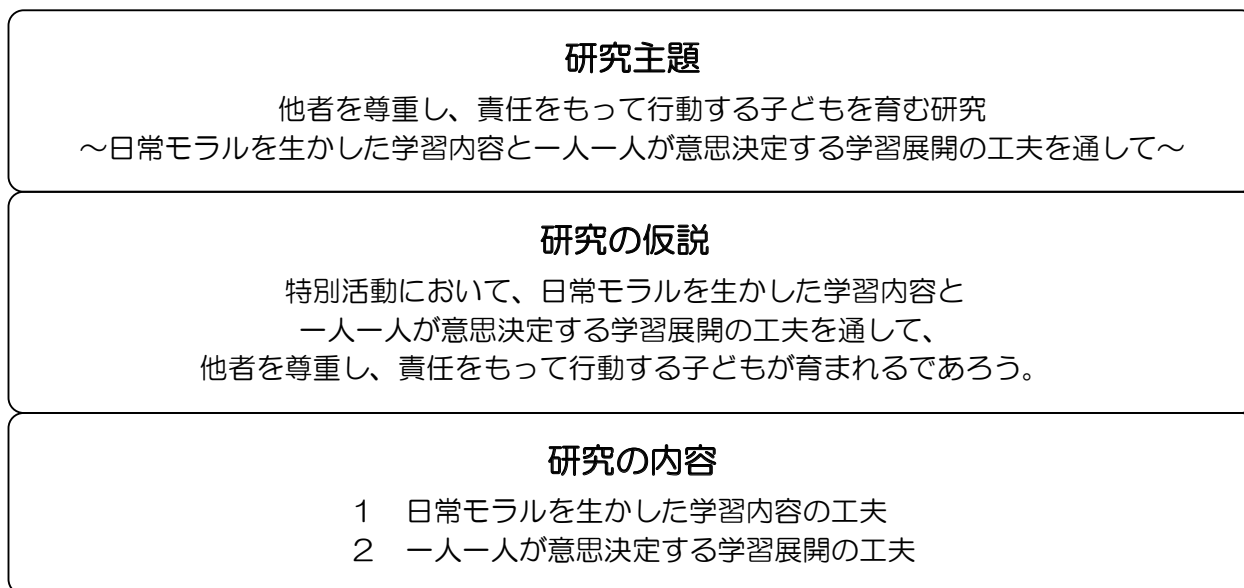 研究主題
他者を尊重し、責任をもって行動する子どもを育む研究
～日常モラルを生かした学習内容と一人一人が意思決定する学習展開の工夫を通して～
研究の仮説
特別活動において、日常モラルを生かした学習内容と
一人一人が意思決定する学習展開の工夫を通して、
他者を尊重し、責任をもって行動する子どもが育まれるであろう。
研究の内容
１　日常モラルを生かした学習内容の工夫
２　一人一人が意思決定する学習展開の工夫